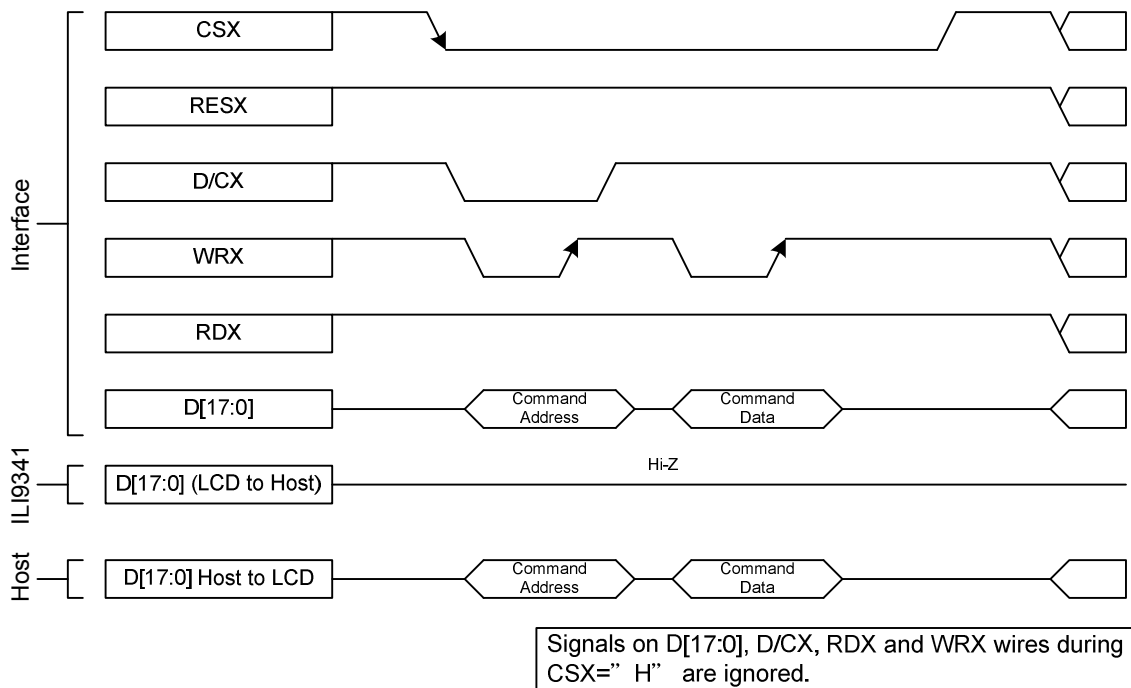 CSX
RESX
D/CX
WRX
RDX
D[17:0]
Command
Address
Command
Data
Interface
D[17:0] (LCD to Host)
Hi-Z
ILI9341
D[17:0] Host to LCD
Command
Address
Command
Data
Host
Signals on D[17:0], D/CX, RDX and WRX wires during
CSX=”H” are ignored.